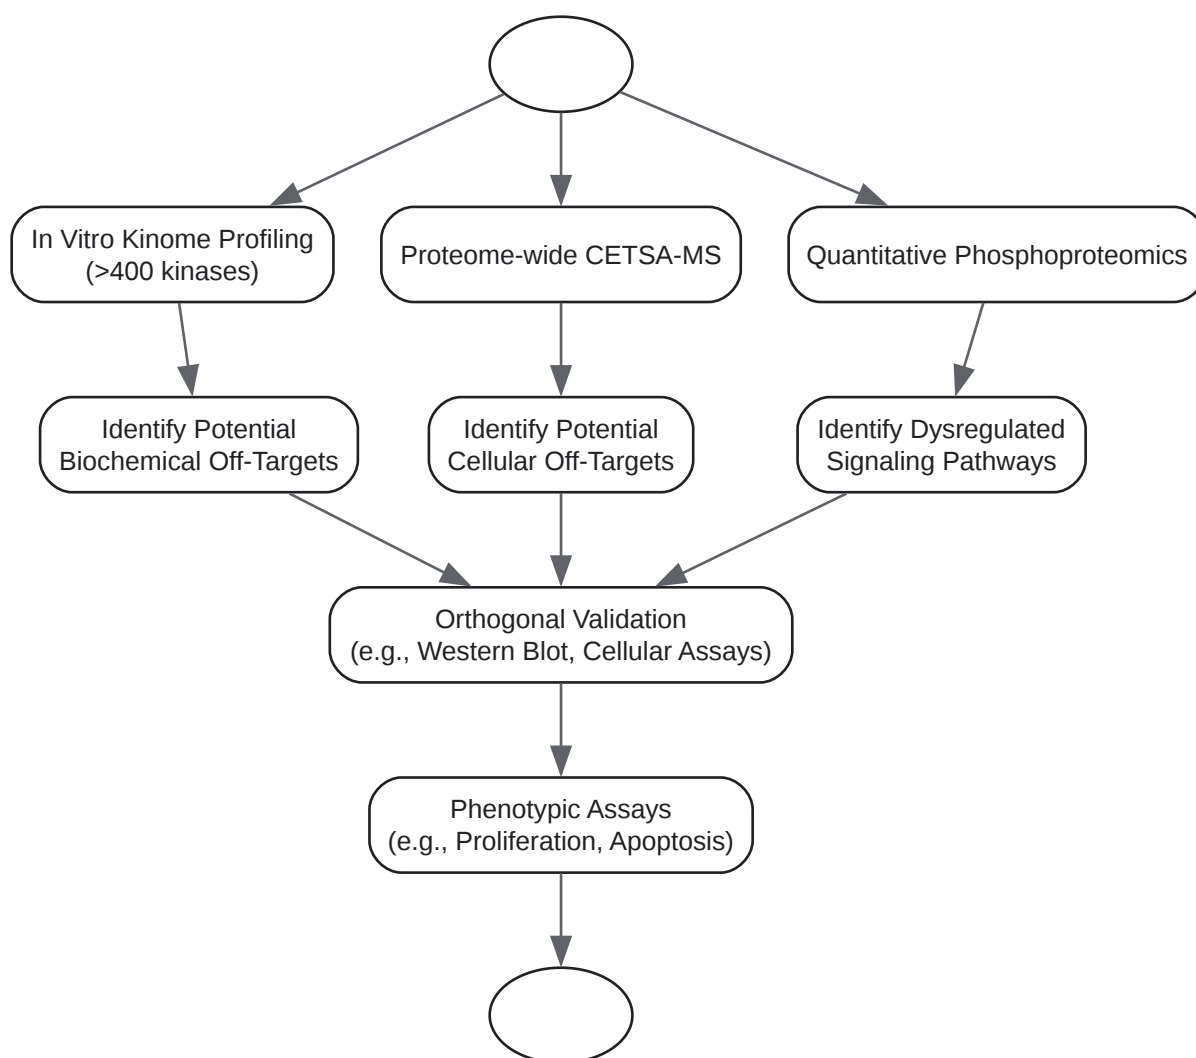 In Vitro Kinome Profiling
(>400 kinases)
Proteome-wide CETSA-MS
Quantitative Phosphoproteomics
Identify Potential
Biochemical Off-Targets
Identify Potential
Cellular Off-Targets
Identify Dysregulated
Signaling Pathways
Orthogonal Validation
(e.g., Western Blot, Cellular Assays)
Phenotypic Assays
(e.g., Proliferation, Apoptosis)